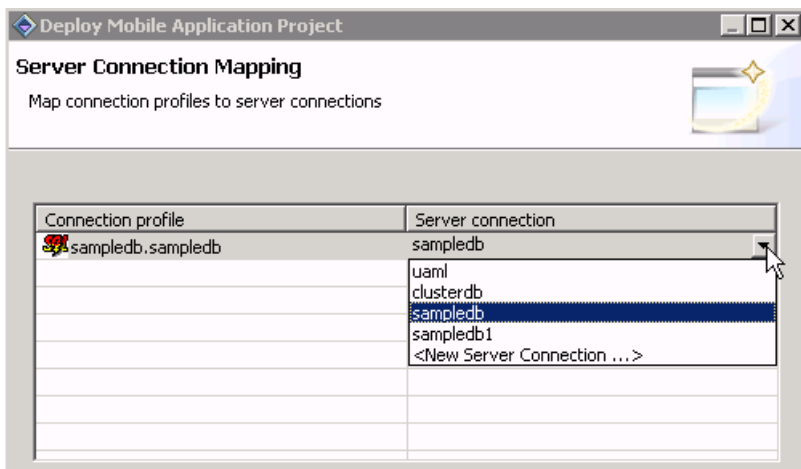 Deploy Mobile Application Project
Server Connection Mapping
Map connection profiles to server connections
Connection profile Server connection
sampledb.sampledb sampledb
uaml
clusterdb
sampledb
sampledb1
<New Server Connection ...>